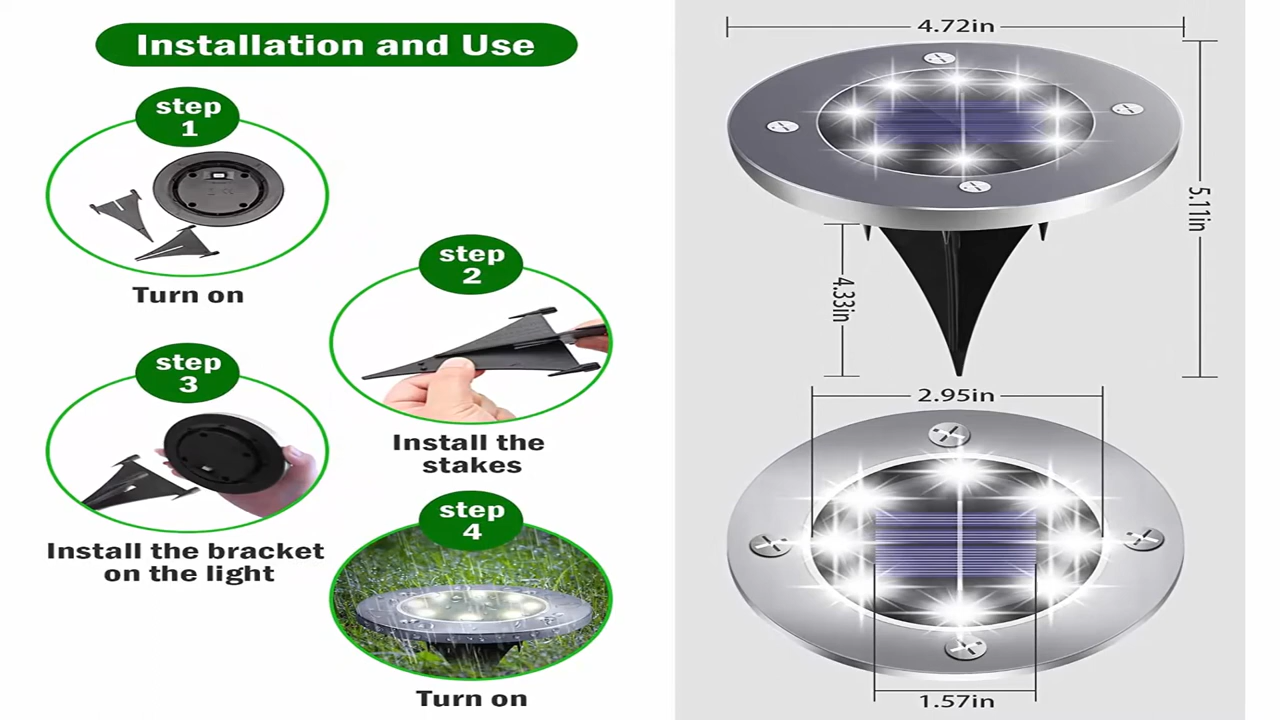 Installation and Use
step
1
Turn on
step
2
Install the
stakes
step
3
Install the bracket
on the light
step
4
Turn on
4.72in
5.11in
4.33in
2.95in
1.57in